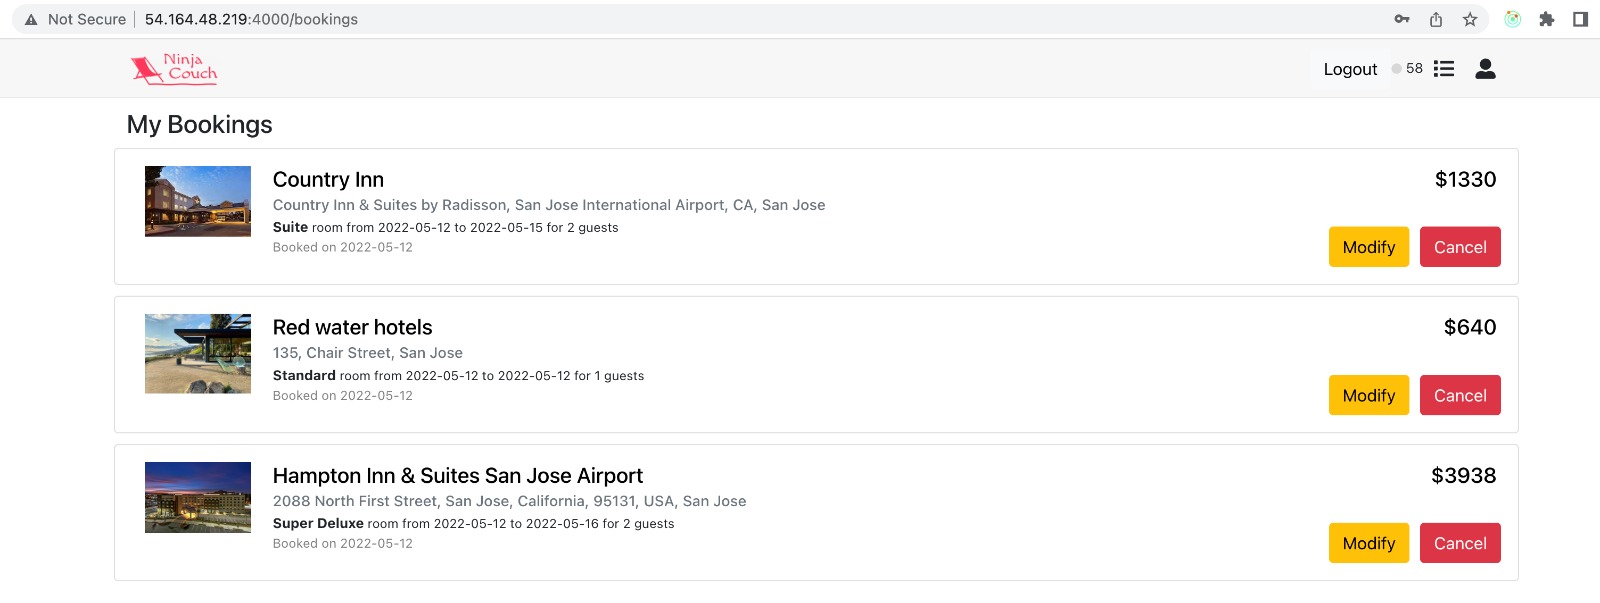 Not Secure 54.164.48.219:4000/bookings
Ninja
Couch
Logout 58
My Bookings
Country Inn $1330
Country Inn & Suites by Radisson, San Jose International Airport, CA, San Jose
Suite room from 2022-05-12 to 2022-05-15 for 2 guests
Booked on 2022-05-12 Modify Cancel
Red water hotels $640
135, Chair Street, San Jose
Standard room from 2022-05-12 to 2022-05-12 for 1 guests
Booked on 2022-05-12 Modify Cancel
Hampton Inn & Suites San Jose Airport $3938
2088 North First Street, San Jose, California, 95131, USA, San Jose
Super Deluxe room from 2022-05-12 to 2022-05-16 for 2 guests
Booked on 2022-05-12 Modify Cancel